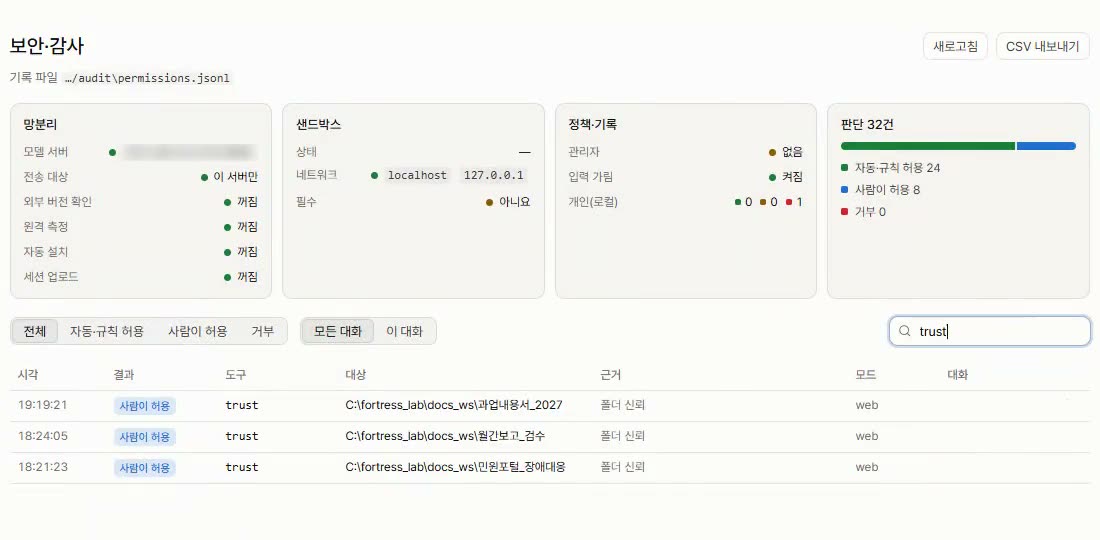 보안·감사
새로고침 CSV 내보내기
기록 파일 …/audit\permissions.jsonl
망분리
모델 서버
전송 대상 이 서버만
외부 버전 확인 꺼짐
원격 측정 꺼짐
자동 설치 꺼짐
세션 업로드 꺼짐
샌드박스
상태 —
네트워크 localhost 127.0.0.1
필수 아니요
정책·기록
관리자 없음
입력 가림 켜짐
개인(로컬) 0 0 1
판단 32건
자동·규칙 허용 24
사람이 허용 8
거부 0
전체 자동·규칙 허용 사람이 허용 거부 모든 대화 이 대화 trust
시각 결과 도구 대상 근거 모드 대화
19:19:21 사람이 허용 trust C:\fortress_lab\docs_ws\과업내용서_2027 폴더 신뢰 web
18:24:05 사람이 허용 trust C:\fortress_lab\docs_ws\월간보고_검수 폴더 신뢰 web
18:21:23 사람이 허용 trust C:\fortress_lab\docs_ws\민원포털_장애대응 폴더 신뢰 web